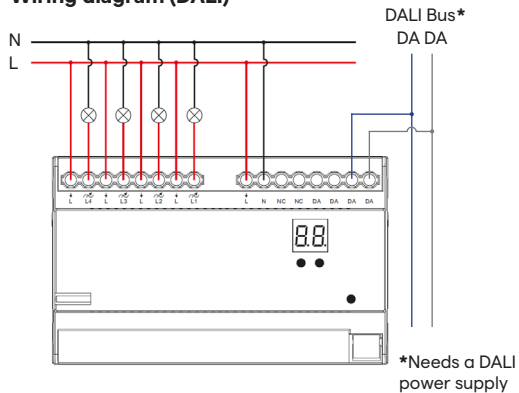 Wiring diagram (DALI)
DALI Bus*
DA DA
N
L
L L4 L L3 L L2 L L1 L N NC NC DA DA DA DA
8.8.
*Needs a DALI
power supply